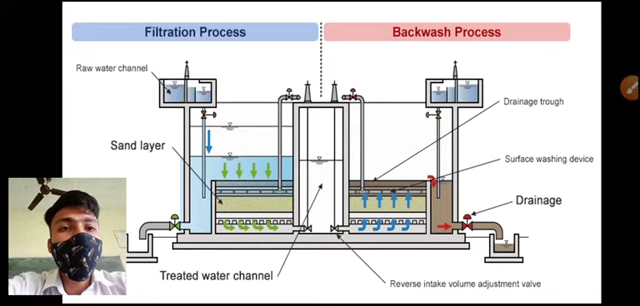 Filtration Process
Backwash Process
Raw water channel
Drainage trough
Sand layer
Surface washing device
Drainage
Treated water channel
Reverse intake volume adjustment valve